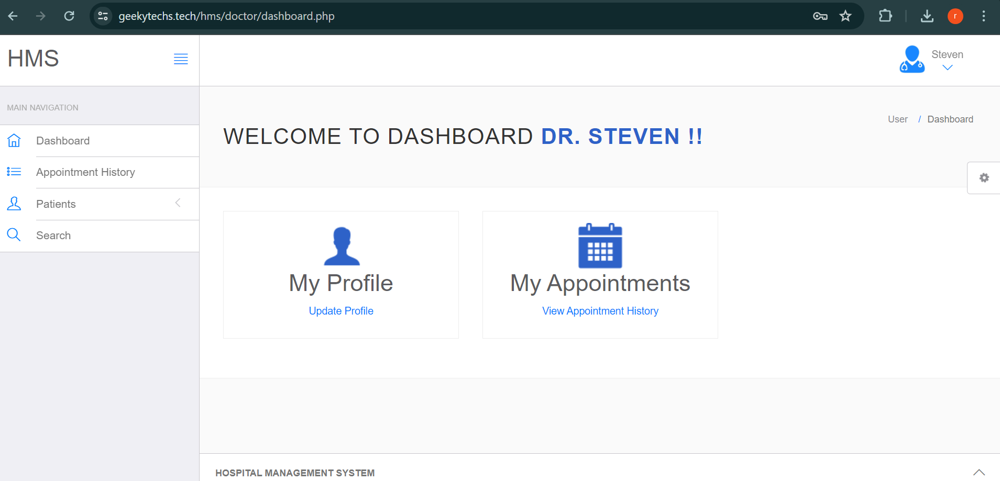 geekytechs.tech/hms/doctor/dashboard.php
r
HMS
Steven
MAIN NAVIGATION
Dashboard
Appointment History
Patients
Search
User / Dashboard
WELCOME TO DASHBOARD DR. STEVEN !!
My Profile
Update Profile
My Appointments
View Appointment History
HOSPITAL MANAGEMENT SYSTEM